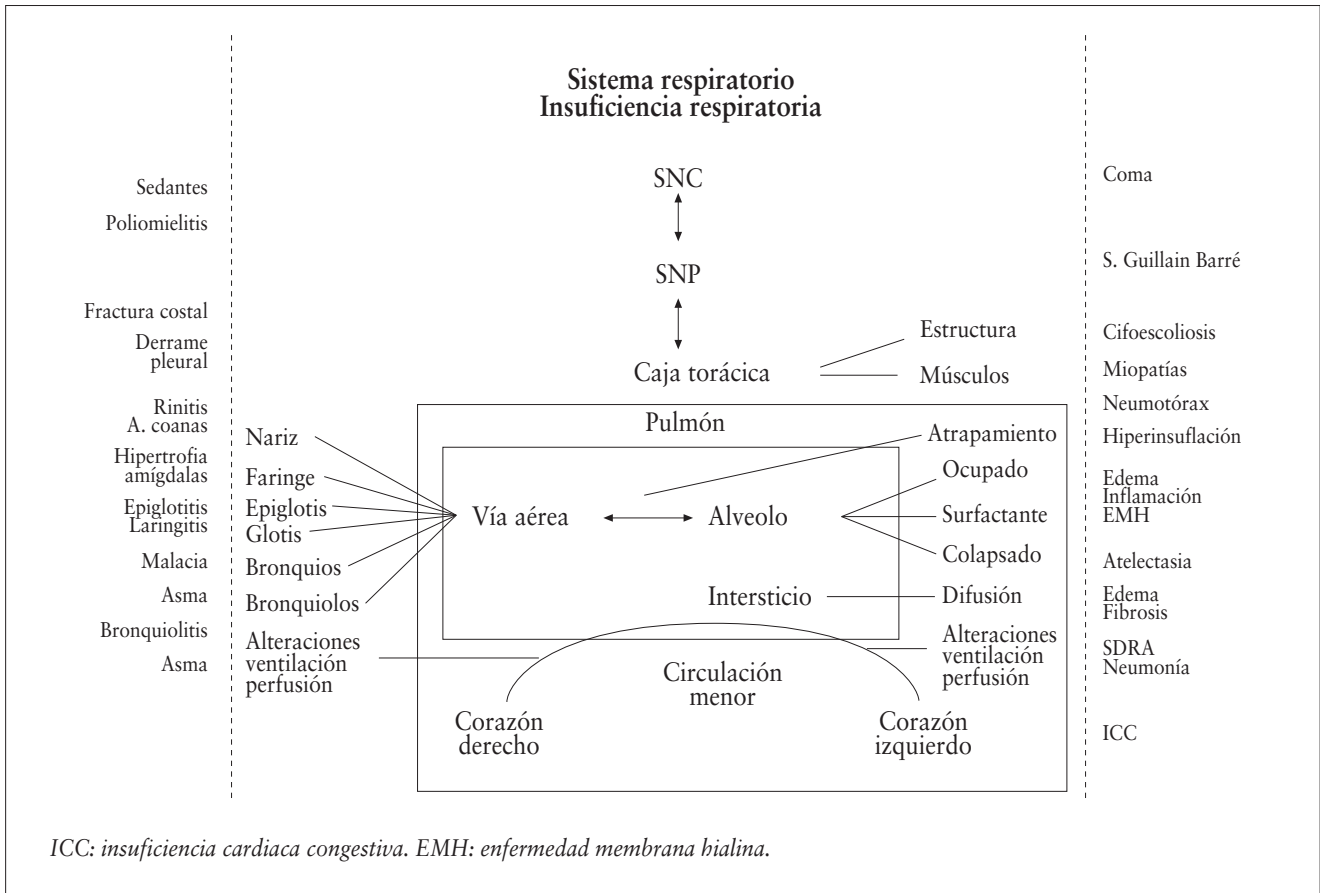 Sistema respiratorio
Insuficiencia respiratoria
Sedantes
Poliomielitis
Fractura costal
Derrame
pleural
Rinitis
A. coanas
Hipertrofia
amígdalas
Epiglotitis
Laringitis
Malacia
Asma
Bronquiolitis
Asma
Nariz
Faringe
Epiglotis
Glotis
Bronquios
Bronquiolos
Alteraciones
ventilación
perfusión
SNC
SNP
Caja torácica
Estructura
Músculos
Pulmón
Vía aérea
Alveolo
Intersticio
Circulación
menor
Corazón
derecho
Corazón
izquierdo
Atrapamiento
Ocupado
Surfactante
Colapsado
Difusión
Alteraciones
ventilación
perfusión
Coma
S. Guillain Barré
Cifoescoliosis
Miopatías
Neumotórax
Hiperinsuflación
Edema
Inflamación
EMH
Atelectasia
Edema
Fibrosis
SDRA
Neumonía
ICC
ICC: insuficiencia cardiaca congestiva. EMH: enfermedad membrana hialina.